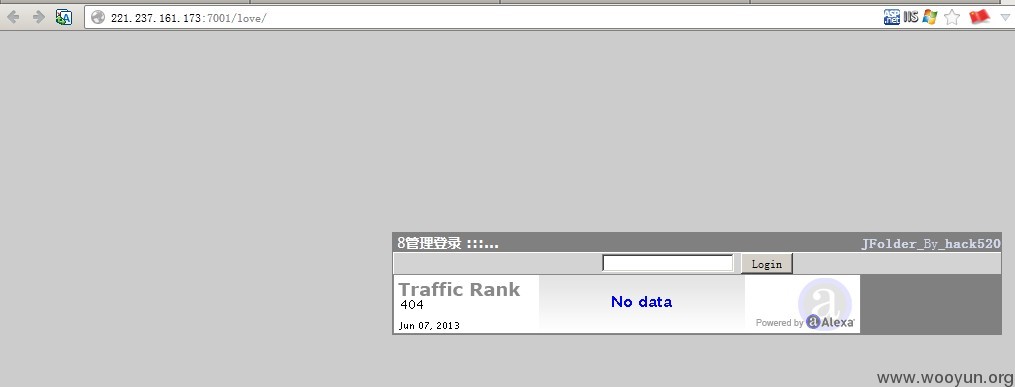 221.237.161.173:7001/love/
ASP.net IIS
8管理登录 :::...
JFolder_By_hack520
Login
Traffic Rank
404
No data
Jun 07, 2013
Powered by a Alexa
www.wooyun.org